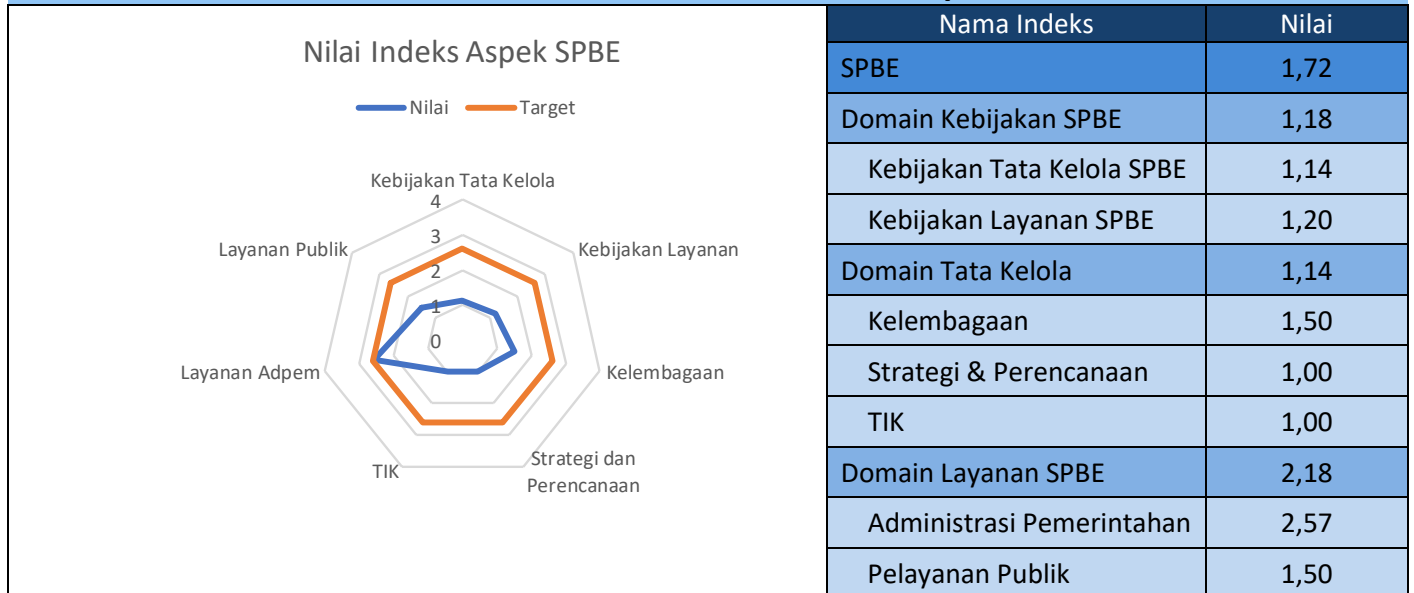 Nilai Indeks Aspek SPBE
Nilai Target
Kebijakan Tata Kelola
4
3
2
1
0
Layanan Publik
Kebijakan Layanan
Layanan Adpem
Kelembagaan
TIK
Strategi dan
Perencanaan
Nama Indeks Nilai
SPBE 1,72
Domain Kebijakan SPBE 1,18
Kebijakan Tata Kelola SPBE 1,14
Kebijakan Layanan SPBE 1,20
Domain Tata Kelola 1,14
Kelembagaan 1,50
Strategi & Perencanaan 1,00
TIK 1,00
Domain Layanan SPBE 2,18
Administrasi Pemerintahan 2,57
Pelayanan Publik 1,50